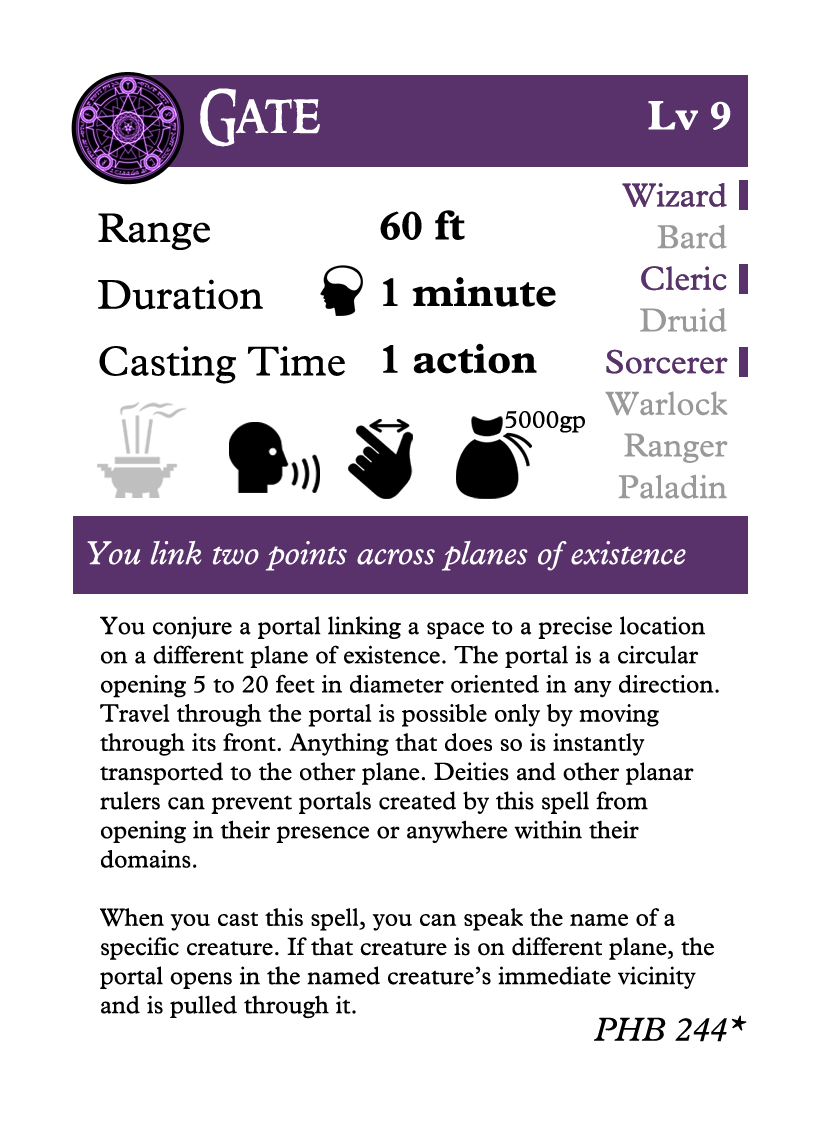 GATE
Lv 9
Range 60 ft
Duration 1 minute
Casting Time 1 action
5000gp
Wizard
Bard
Cleric
Druid
Sorcerer
Warlock
Ranger
Paladin
You link two points across planes of existence
You conjure a portal linking a space to a precise location
on a different plane of existence. The portal is a circular
opening 5 to 20 feet in diameter oriented in any direction.
Travel through the portal is possible only by moving
through its front. Anything that does so is instantly
transported to the other plane. Deities and other planar
rulers can prevent portals created by this spell from
opening in their presence or anywhere within their
domains.
When you cast this spell, you can speak the name of a
specific creature. If that creature is on different plane, the
portal opens in the named creature’s immediate vicinity
and is pulled through it.
PHB 244*